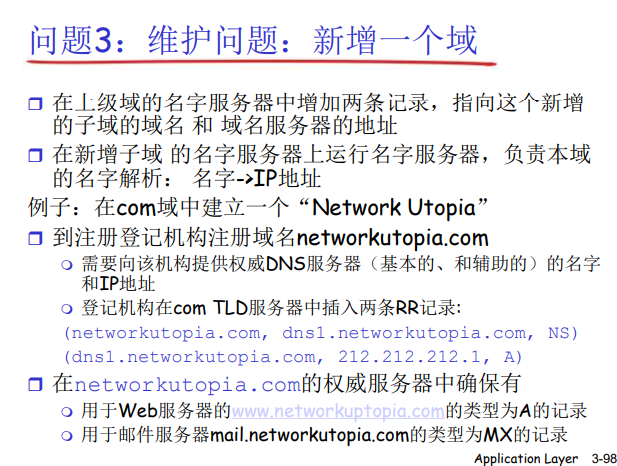 问题3：维护问题：新增一个域
在上级域的名字服务器中增加两条记录，指向这个新增
的子域的域名 和 域名服务器的地址
在新增子域 的名字服务器上运行名字服务器，负责本域
的名字解析： 名字->IP地址
例子：在com域中建立一个“Network Utopia”
到注册登记机构注册域名networkutopia.com
需要向该机构提供权威DNS服务器（基本的、和辅助的）的名字
和IP地址
登记机构在com TLD服务器中插入两条RR记录:
(networkutopia.com, dns1.networkutopia.com, NS)
(dns1.networkutopia.com, 212.212.212.1, A)
在networkutopia.com的权威服务器中确保有
用于Web服务器的www.networkuptopia.com的类型为A的记录
用于邮件服务器mail.networkutopia.com的类型为MX的记录
Application Layer 3-98